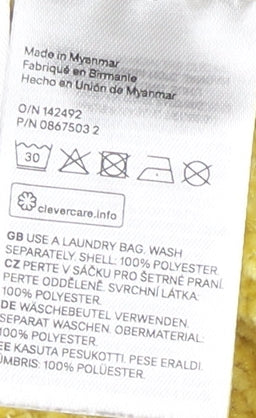 Made in Myanmar
Fabriqué en Birmanie
Hecho en Unión de Myanmar
O/N 142492
P/N 0867503 2
30
clevercare.info
GB USE A LAUNDRY BAG. WASH
SEPARATELY. SHELL: 100% POLYESTER.
CZ PERTE V SÁČKU PRO ŠETRNÉ PRANÍ.
PERTE ODDĚLENĚ. SVRCHNÍ LÁTKA:
100% POLYESTER.
DE WÄSCHEBEUTEL VERWENDEN.
SEPARAT WASCHEN. OBERMATERIAL:
100% POLYESTER.
EE KASUTA PESUKOTTI. PESE ERALDI.
ÜMBRIS: 100% POLÜESTER.